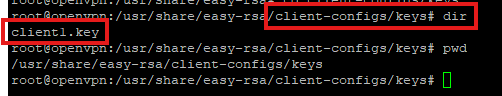 root@openvpn:/usr/share/easy-rsa/client-configs/keys# dir
client1.key
root@openvpn:/usr/share/easy-rsa/client-configs/keys# pwd
/usr/share/easy-rsa/client-configs/keys
root@openvpn:/usr/share/easy-rsa/client-configs/keys#